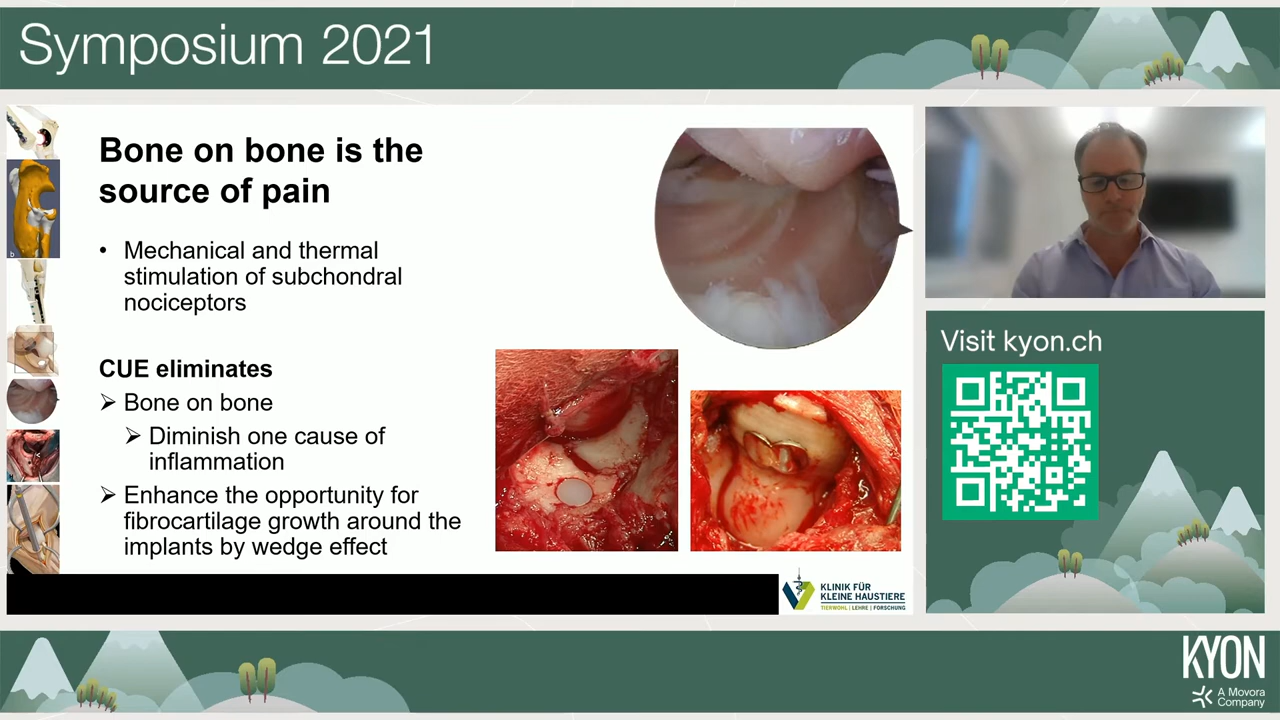 Symposium 2021
Bone on bone is the
source of pain
• Mechanical and thermal
stimulation of subchondral
nociceptors
CUE eliminates
➢ Bone on bone
➢ Diminish one cause of
inflammation
➢ Enhance the opportunity for
fibrocartilage growth around the
implants by wedge effect
b
KLINIK FÜR
KLEINE HAUSTIERE
TIERWOHL | LEHRE | FORSCHUNG
Visit kyon.ch
KYON
A Movora
Company